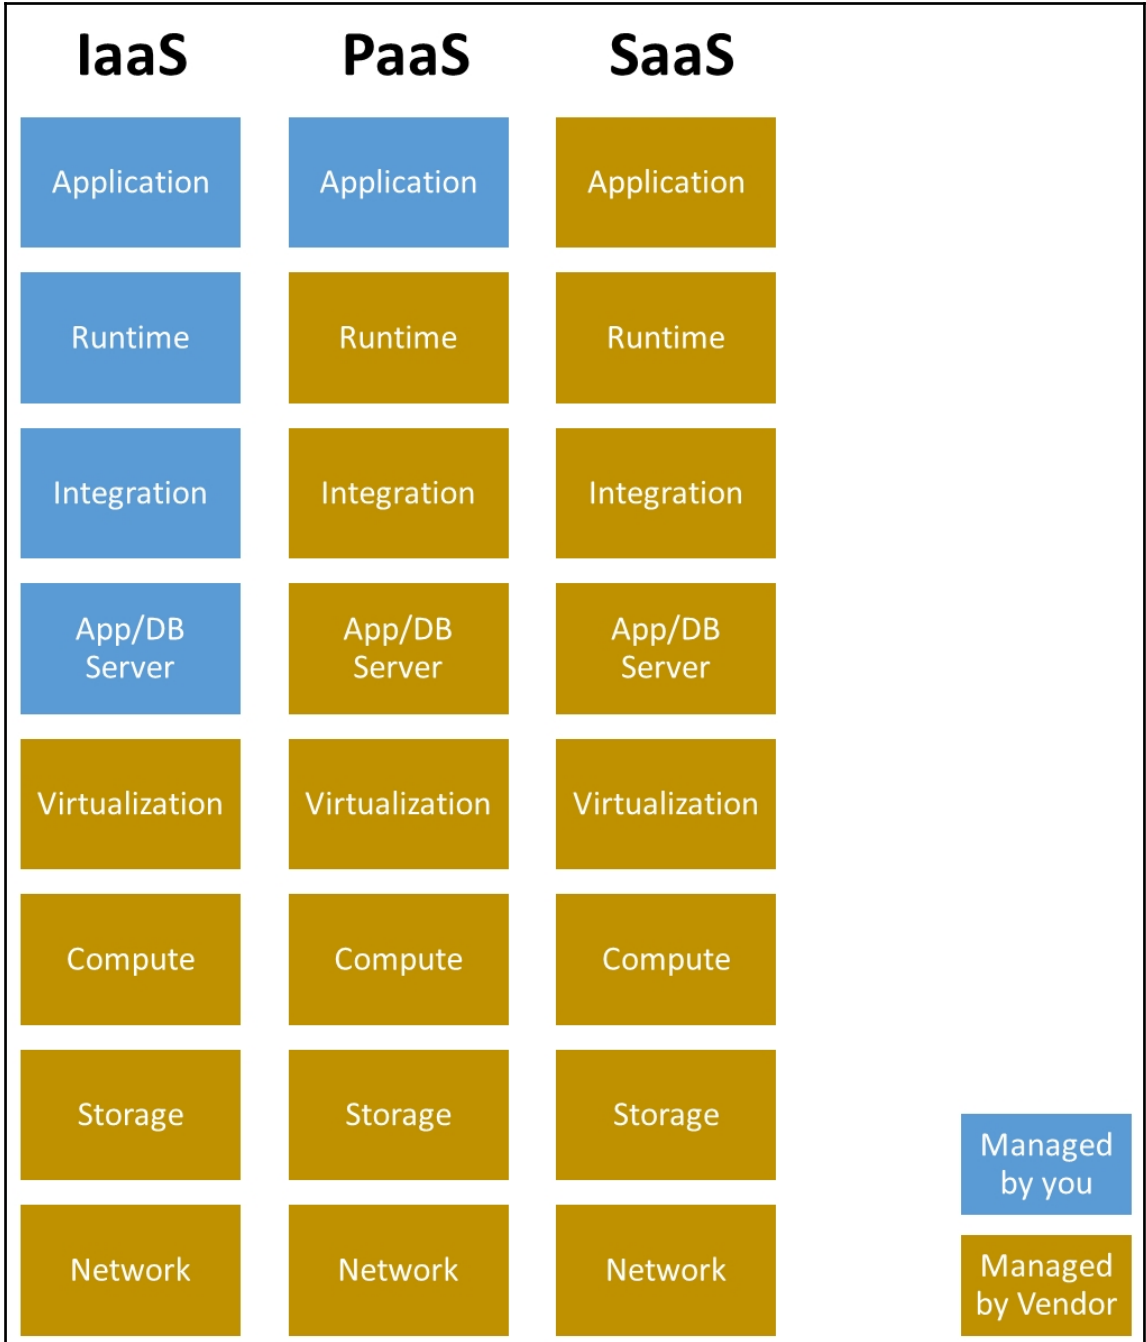 IaaS
PaaS
SaaS
Application
Application
Application
Runtime
Runtime
Runtime
Integration
Integration
Integration
App/DB
Server
App/DB
Server
App/DB
Server
Virtualization
Virtualization
Virtualization
Compute
Compute
Compute
Storage
Storage
Storage
Managed
by you
Network
Network
Network
Managed
by Vendor